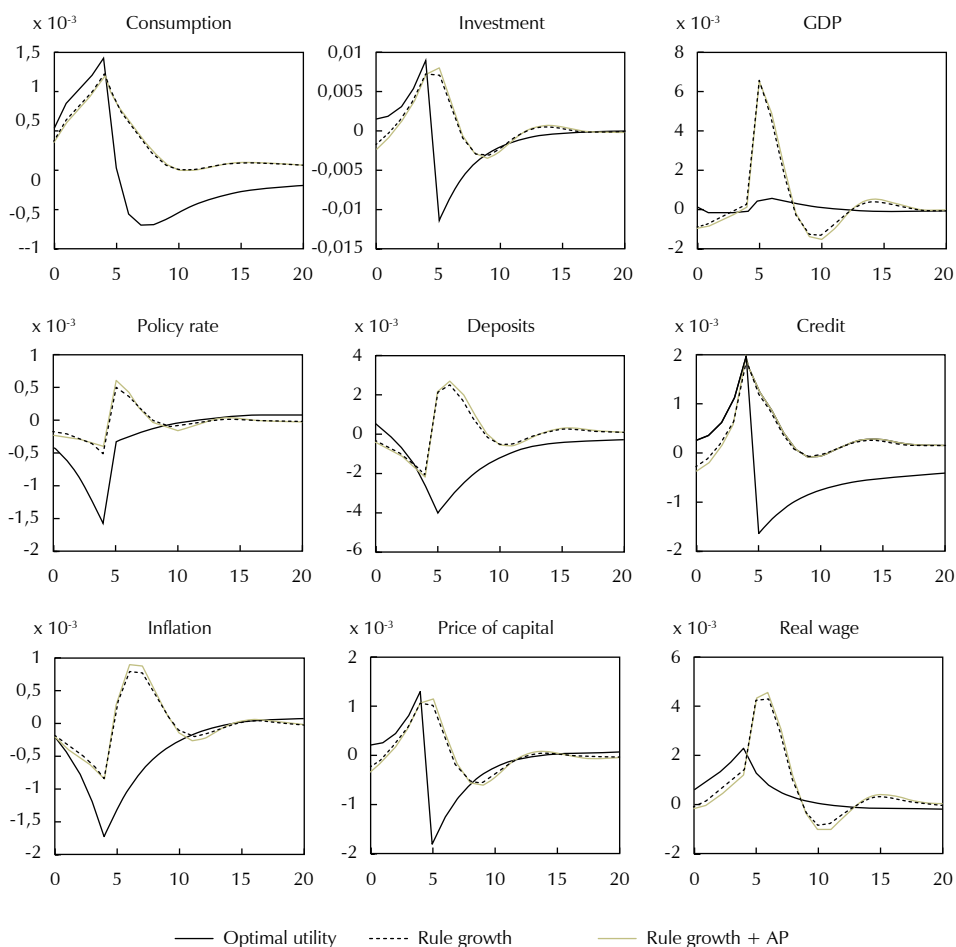 x 10-3 Consumption
1,5
1
0,5
0
-0,5
--1
0 5 10 15 20
Investment
0,01
0,005
0
-0,005
-0,01
-0,015
0 5 10 15 20
x 10-3 GDP
8
6
4
2
0
-2
0 5 10 15 20
x 10-3 Policy rate
1
0,5
0
-0,5
-1
-1,5
-2
0 5 10 15 20
x 10-3 Deposits
4
2
0
-2
-4
-6
0 5 10 15 20
x 10-3 Credit
2
1
0
-1
-2
0 5 10 15 20
x 10-3 Inflation
1
0,5
0
-0,5
-1
-1,5
-2
0 5 10 15 20
x 10-3 Price of capital
2
1
0
-1
-2
0 5 10 15 20
x 10-3 Real wage
6
4
2
0
-2
0 5 10 15 20
Optimal utility Rule growth Rule growth + AP